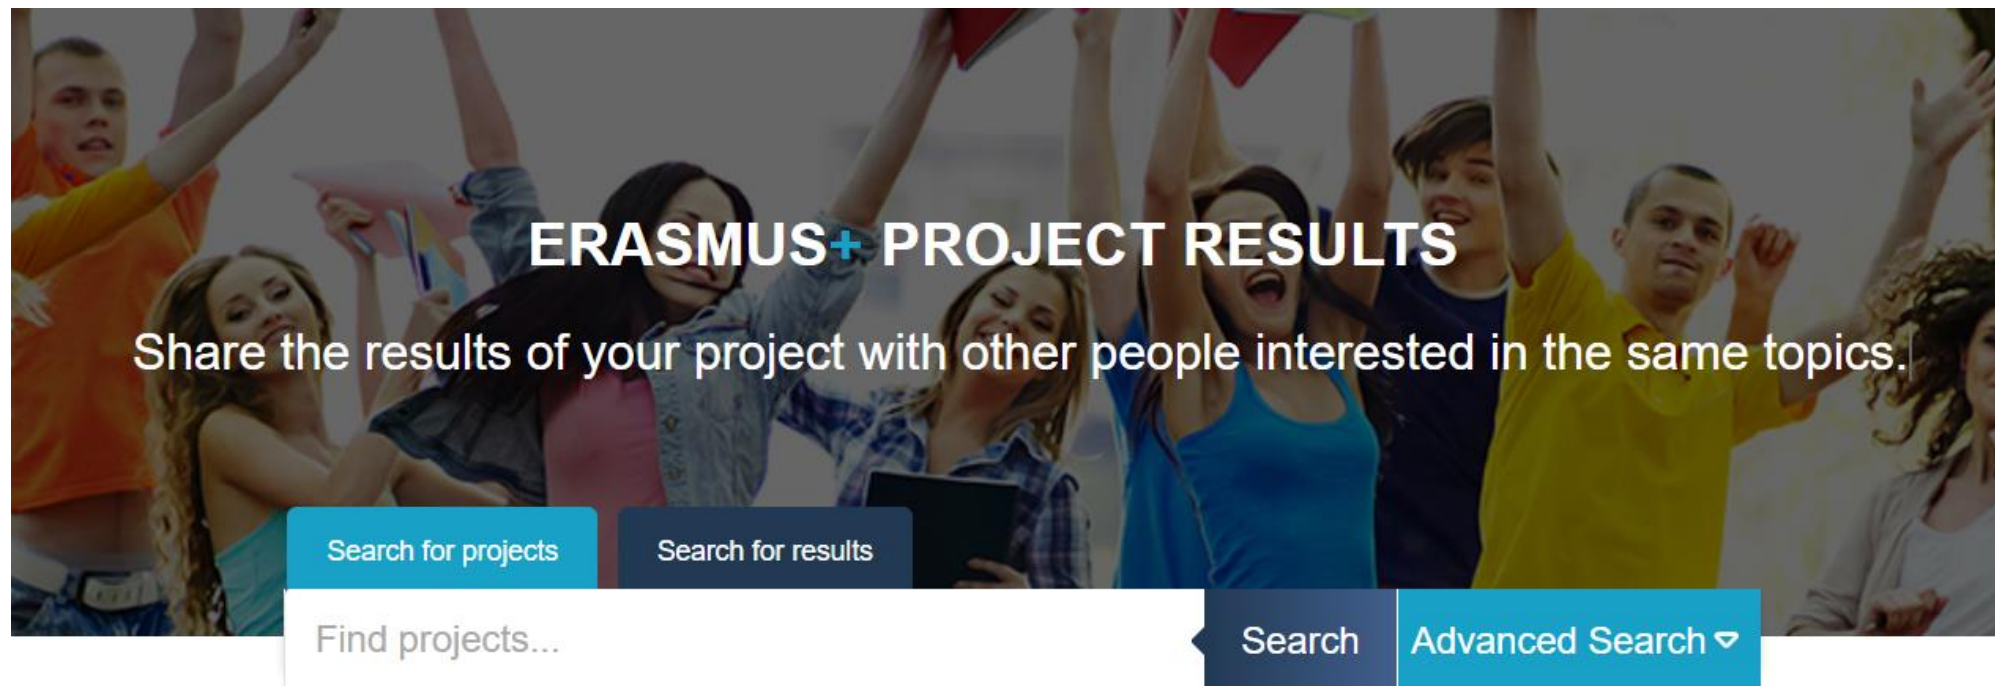 ERASMUS+ PROJECT RESULTS
Share the results of your project with other people interested in the same topics.
Search for projects
Search for results
Find projects...
Search
Advanced Search